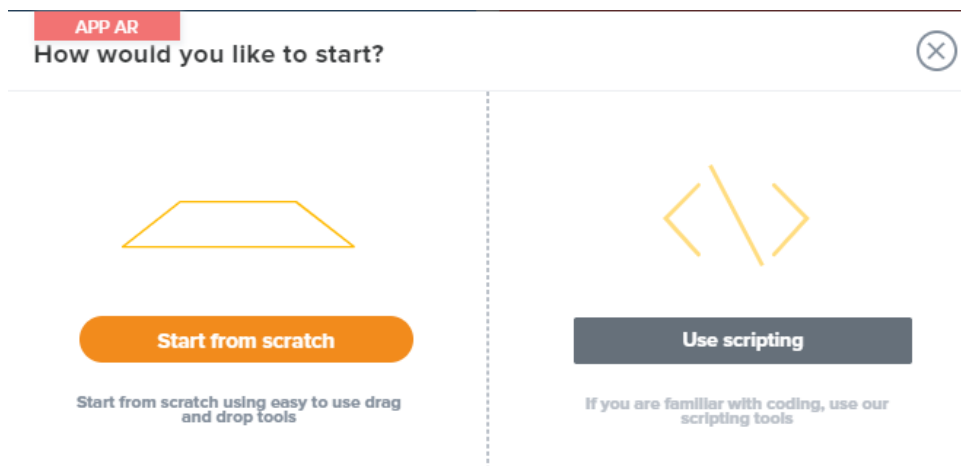 APP AR
How would you like to start?
Start from scratch
Start from scratch using easy to use drag
and drop tools
Use scripting
If you are familiar with coding, use our
scripting tools